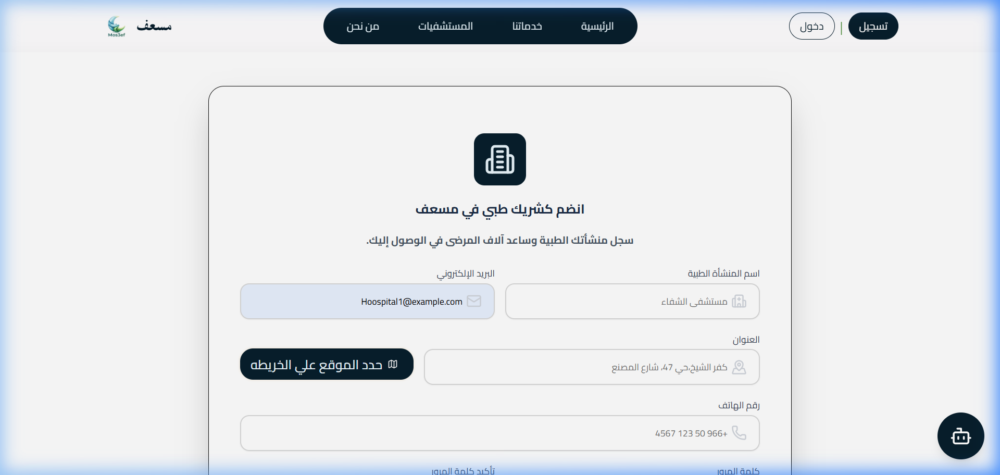 تسجيل | دخول
الرئيسية خدماتنا المستشفيات من نحن
مسعف
Mos3ef
انضم كشريك طبي في مسعف
سجل منشأتك الطبية وساعد آلاف المرضى في الوصول إليك.
اسم المنشأة الطبية
مستشفى الشفاء
البريد الإلكتروني
Hoospital1@example.com
العنوان
كفر الشيخ،حي 47، شارع المصنع
حدد الموقع علي الخريطه
رقم الهاتف
+966 50 123 4567
كلمة المرور
تأكيد كلمة المرور